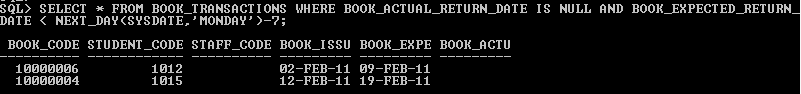 SQL> SELECT * FROM BOOK_TRANSACTIONS WHERE BOOK_ACTUAL_RETURN_DATE IS NULL AND BOOK_EXPECTED_RETURN_
DATE < NEXT_DAY(SYSDATE,'MONDAY')-7;
BOOK_CODE STUDENT_CODE STAFF_CODE BOOK_ISSU BOOK_EXPE BOOK_ACTU
---------- ------------ ---------- --------- --------- ---------
10000006 1012 02-FEB-11 09-FEB-11
10000004 1015 12-FEB-11 19-FEB-11